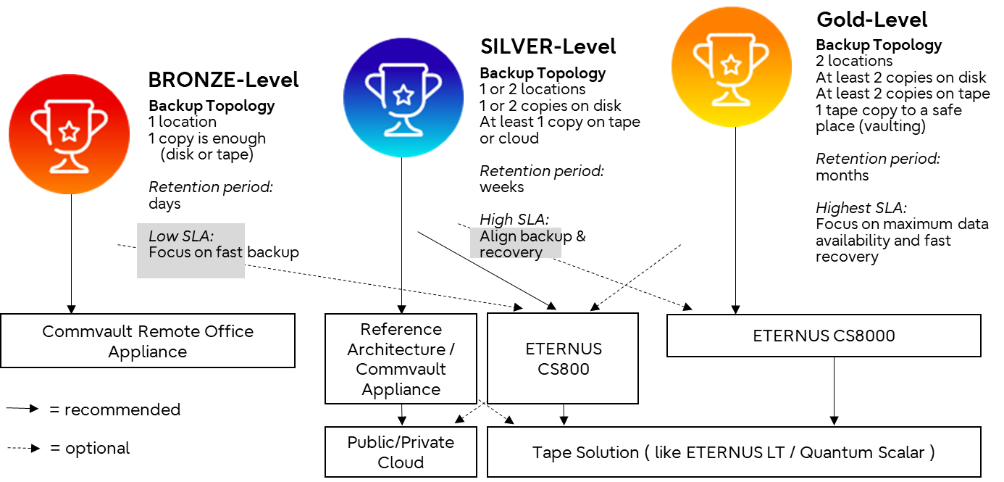 BRONZE-Level
Backup Topology
1 location
1 copy is enough
(disk or tape)
Retention period:
days
Low SLA:
Focus on fast backup
SILVER-Level
Backup Topology
1 or 2 locations
1 or 2 copies on disk
At least 1 copy on tape
or cloud
Retention period:
weeks
High SLA:
Align backup &
recovery
Gold-Level
Backup Topology
2 locations
At least 2 copies on disk
At least 2 copies on tape
1 tape copy to a safe
place (vaulting)
Retention period:
months
Highest SLA:
Focus on maximum data
availability and fast
recovery
Commvault Remote Office
Appliance
Reference
Architecture /
Commvault
Appliance
ETERNUS
CS800
ETERNUS CS8000
= recommended
= optional
Public/Private
Cloud
Tape Solution ( like ETERNUS LT / Quantum Scalar )